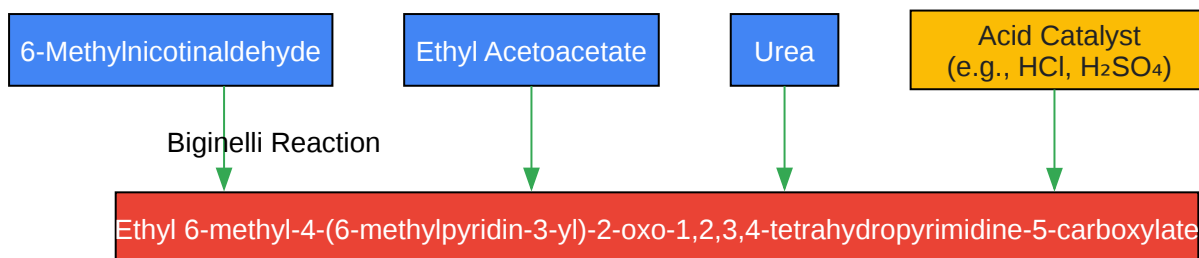 6-Methylnicotinaldehyde
Ethyl Acetoacetate
Urea
Acid Catalyst
(e.g., HCl, H₂SO₄)
Biginelli Reaction
Ethyl 6-methyl-4-(6-methylpyridin-3-yl)-2-oxo-1,2,3,4-tetrahydropyrimidine-5-carboxylate